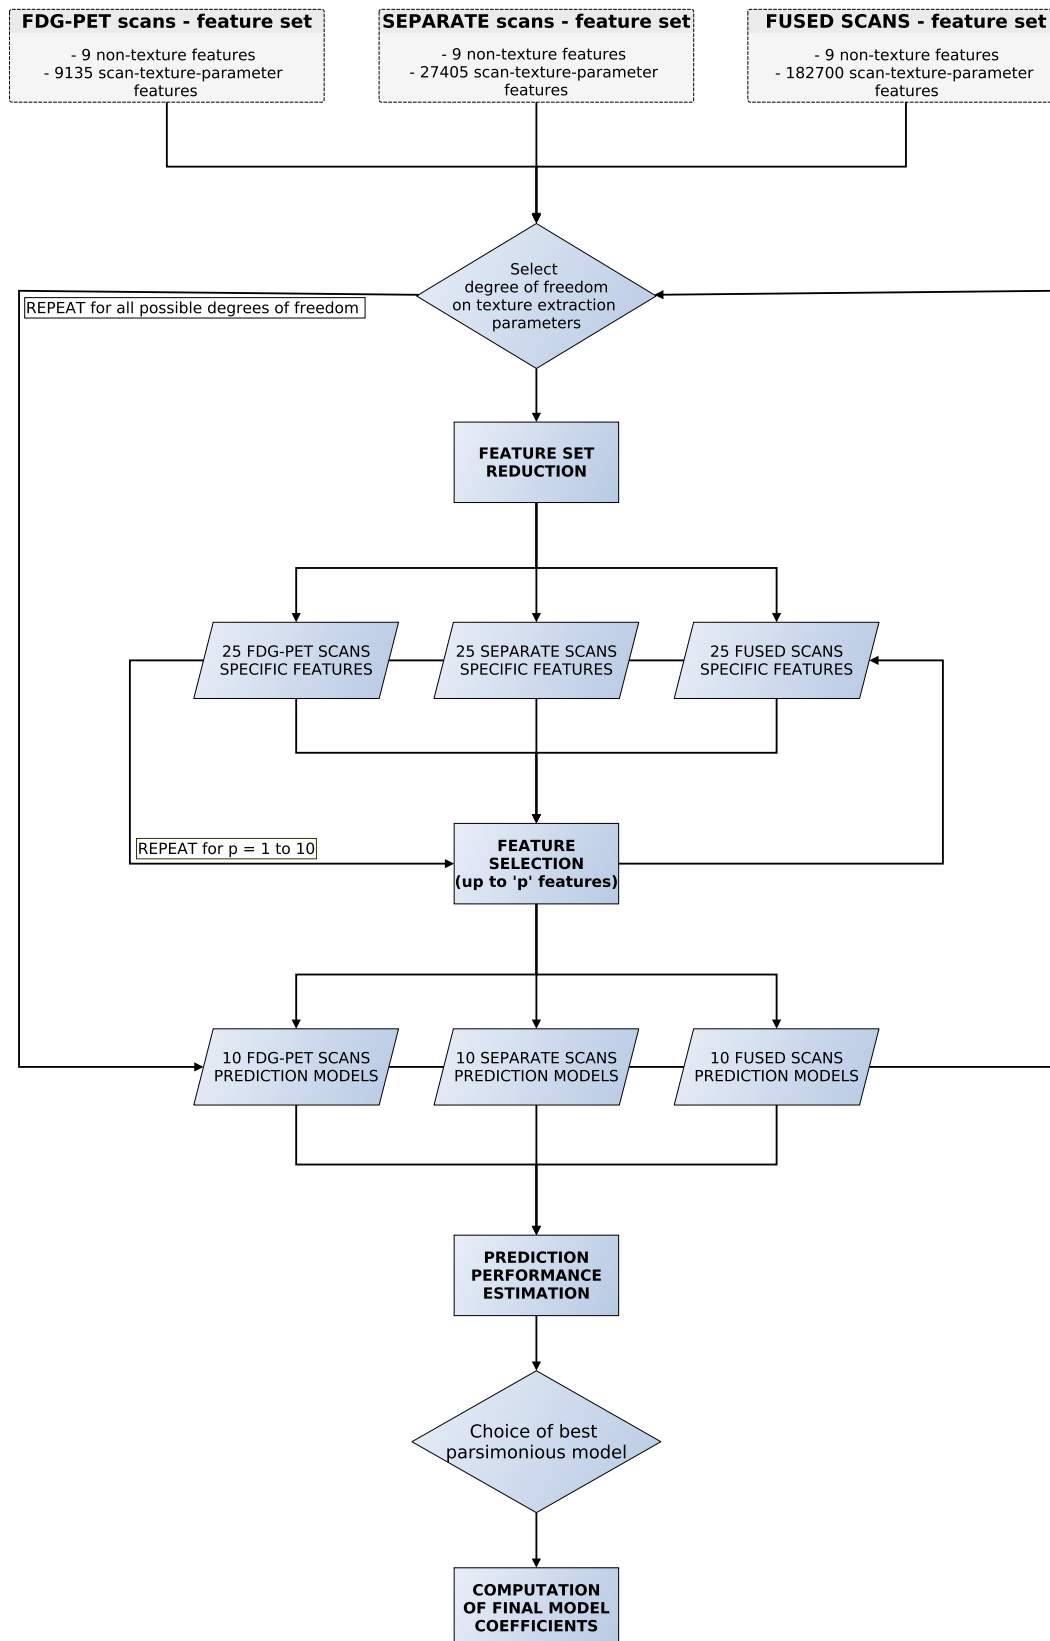 FDG-PET scans - feature set
- 9 non-texture features
- 9135 scan-texture-parameter
features
SEPARATE scans - feature set
- 9 non-texture features
- 27405 scan-texture-parameter
features
FUSED SCANS - feature set
- 9 non-texture features
- 182700 scan-texture-parameter
features
Select
degree of freedom
on texture extraction
parameters
REPEAT for all possible degrees of freedom
FEATURE SET
REDUCTION
25 FDG-PET SCANS
SPECIFIC FEATURES
25 SEPARATE SCANS
SPECIFIC FEATURES
25 FUSED SCANS
SPECIFIC FEATURES
REPEAT for p = 1 to 10
FEATURE
SELECTION
(up to 'p' features)
10 FDG-PET SCANS
PREDICTION MODELS
10 SEPARATE SCANS
PREDICTION MODELS
10 FUSED SCANS
PREDICTION MODELS
PREDICTION
PERFORMANCE
ESTIMATION
Choice of best
parsimonious model
COMPUTATION
OF FINAL MODEL
COEFFICIENTS